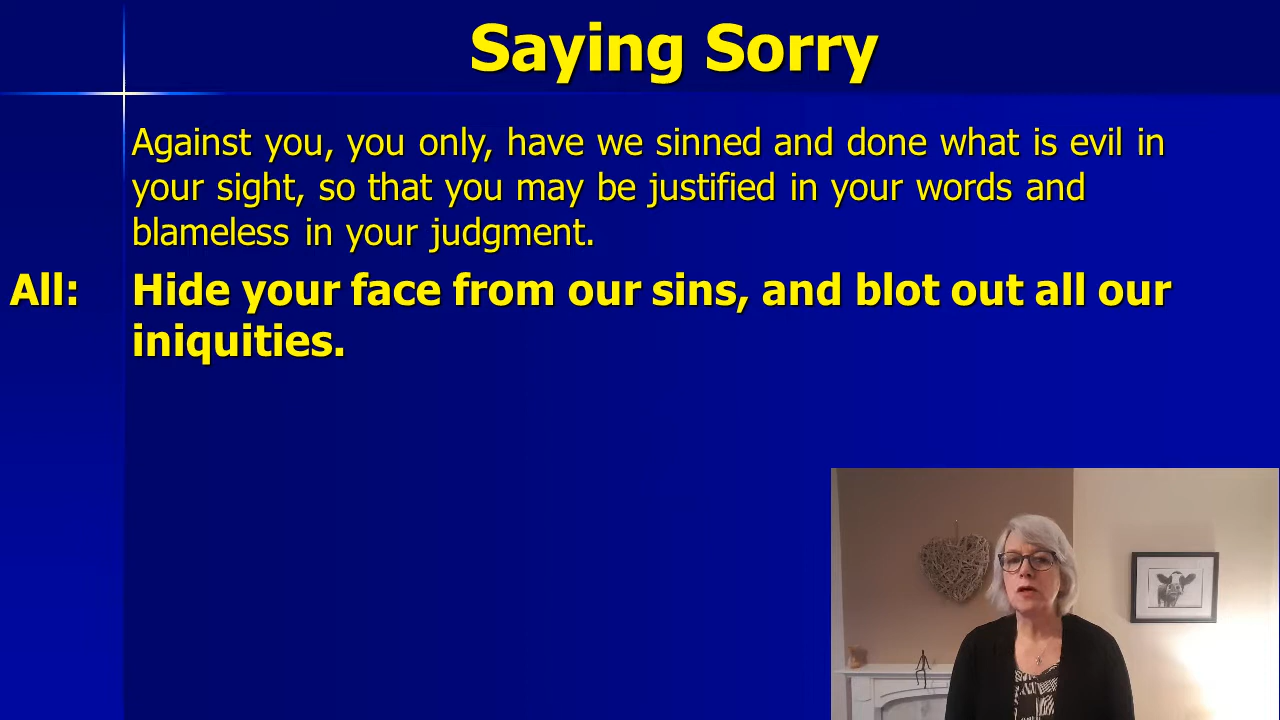 Saying Sorry
Against you, you only, have we sinned and done what is evil in
your sight, so that you may be justified in your words and
blameless in your judgment.
All: Hide your face from our sins, and blot out all our
iniquities.